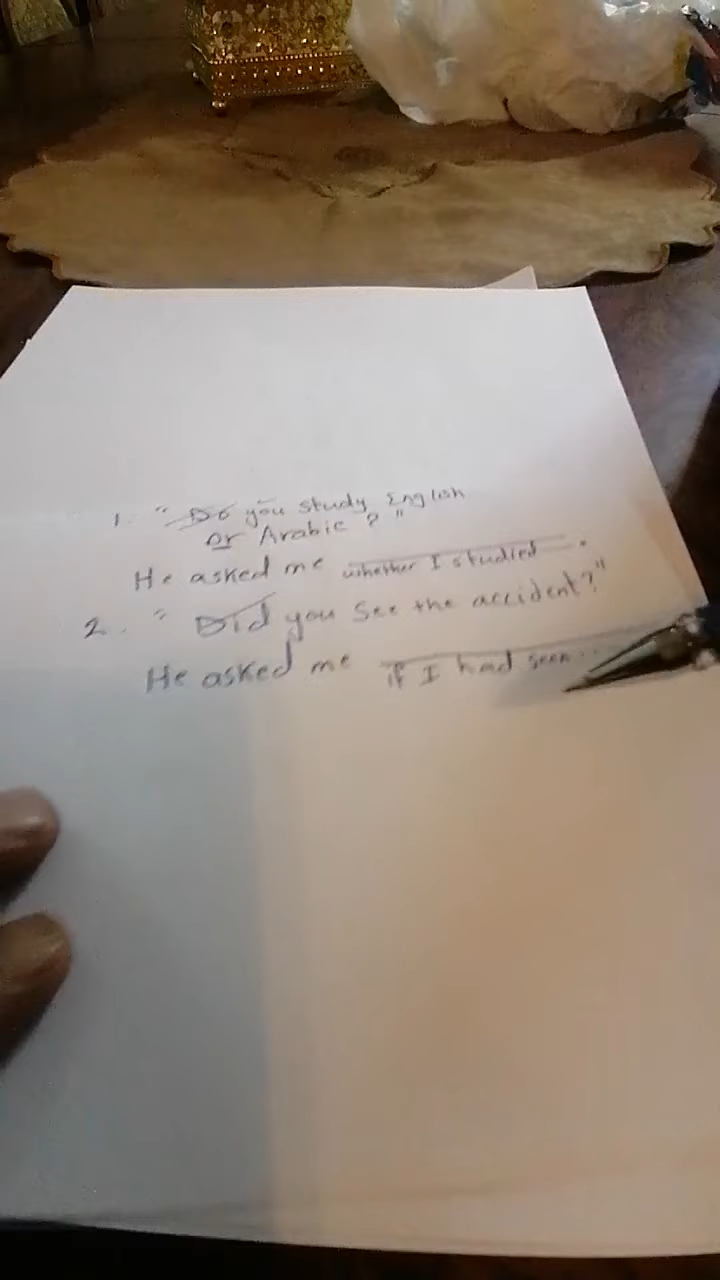 1. "Do you study English
or Arabic?"
He asked me whether I studied .
2. "Did you see the accident?"
He asked me if I had seen...